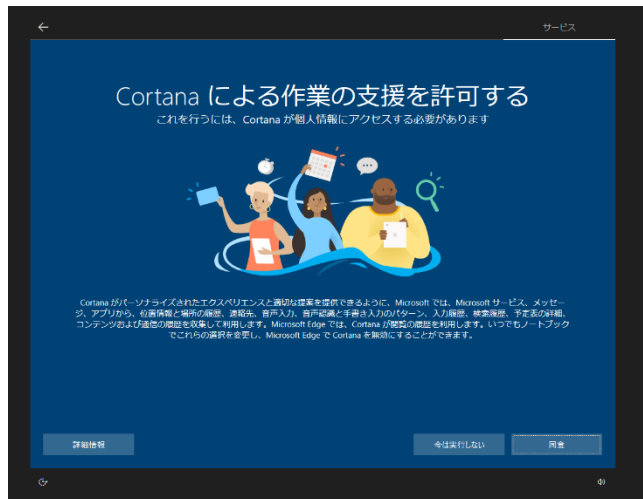 サービス
Cortana による作業の支援を許可する
これを行うには、Cortana が個人情報にアクセスする必要があります
Cortana がパーソナライズされたエクスペリエンスと適切な提案を提供できるように、Microsoft では、Microsoft サービス、メッセー
ジ、アプリから、位置情報と場所の履歴、連絡先、音声入力、音声認識と手書き入力のパターン、入力履歴、検索履歴、予定表の詳細、
コンテンツおよび通信の履歴を収集して利用します。Microsoft Edge では、Cortana が閲覧の履歴を利用します。いつでもノートブック
でこれらの選択を変更し、Microsoft Edge で Cortana を無効にすることができます。
詳細情報
今は実行しない
同意